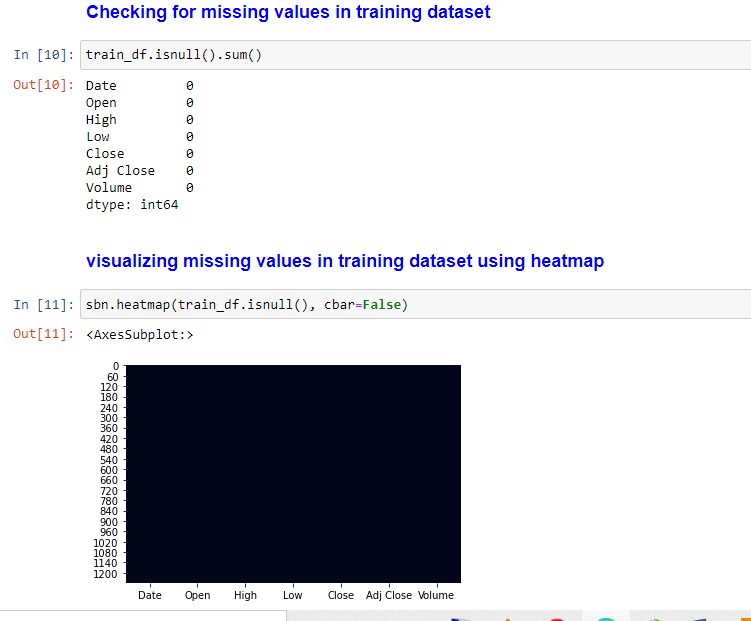 Checking for missing values in training dataset
In [10]: train_df.isnull().sum()
Out[10]: Date 0
Open 0
High 0
Low 0
Close 0
Adj Close 0
Volume 0
dtype: int64
visualizing missing values in training dataset using heatmap
In [11]: sbn.heatmap(train_df.isnull(), cbar=False)
Out[11]: <AxesSubplot:>
0
60
120
180
240
300
360
420
480
540
600
660
720
780
840
900
960
1020
1080
1140
1200
Date Open High Low Close Adj Close Volume